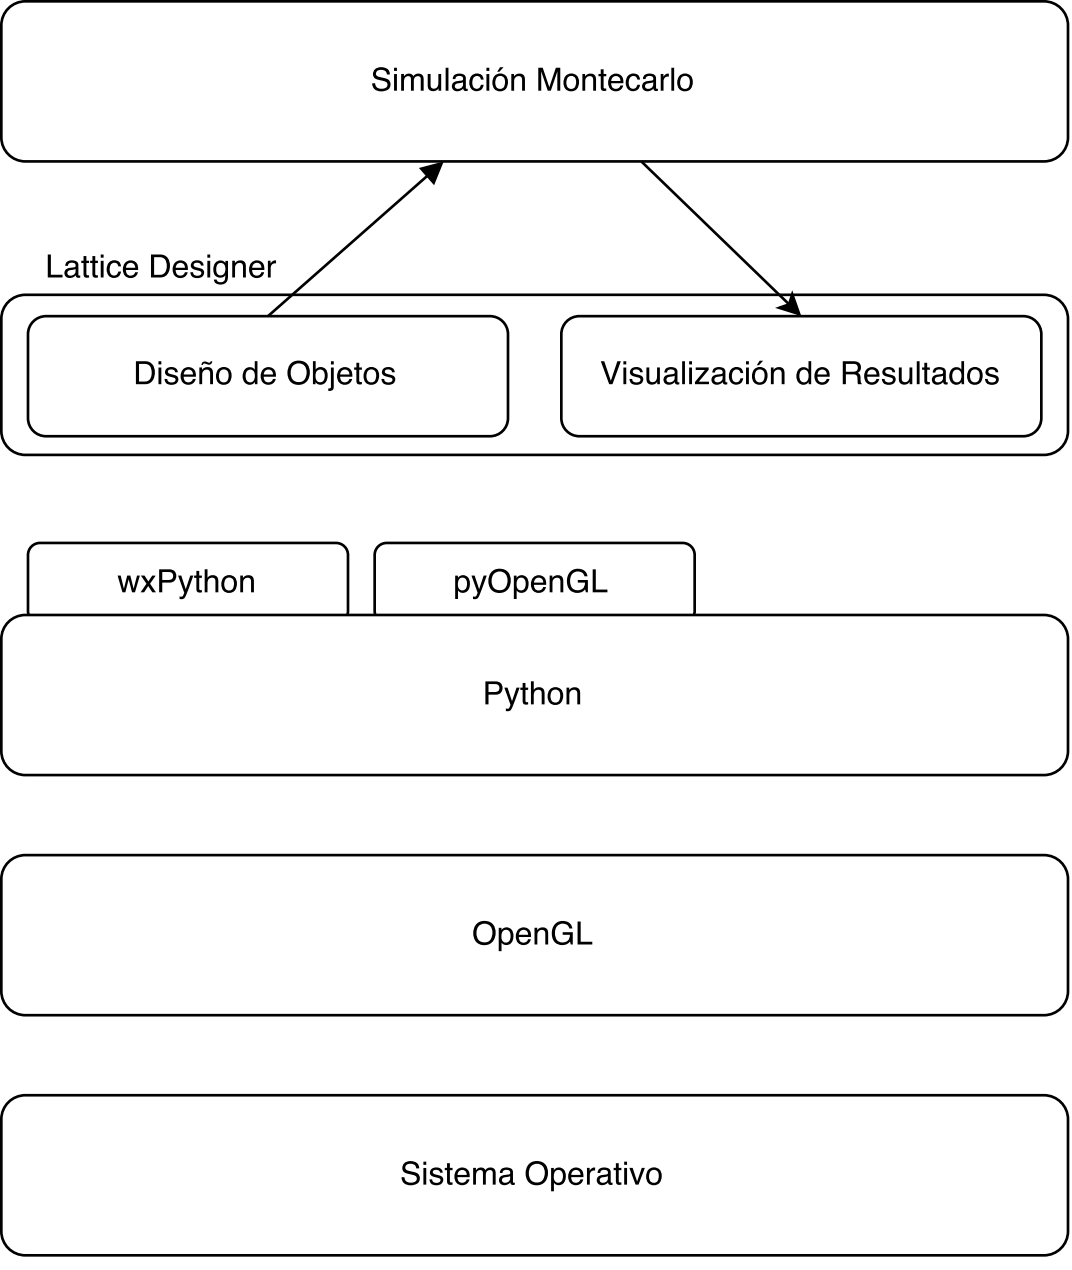 Simulación Montecarlo
Lattice Designer
Diseño de Objetos
Visualización de Resultados
wxPython
pyOpenGL
Python
OpenGL
Sistema Operativo